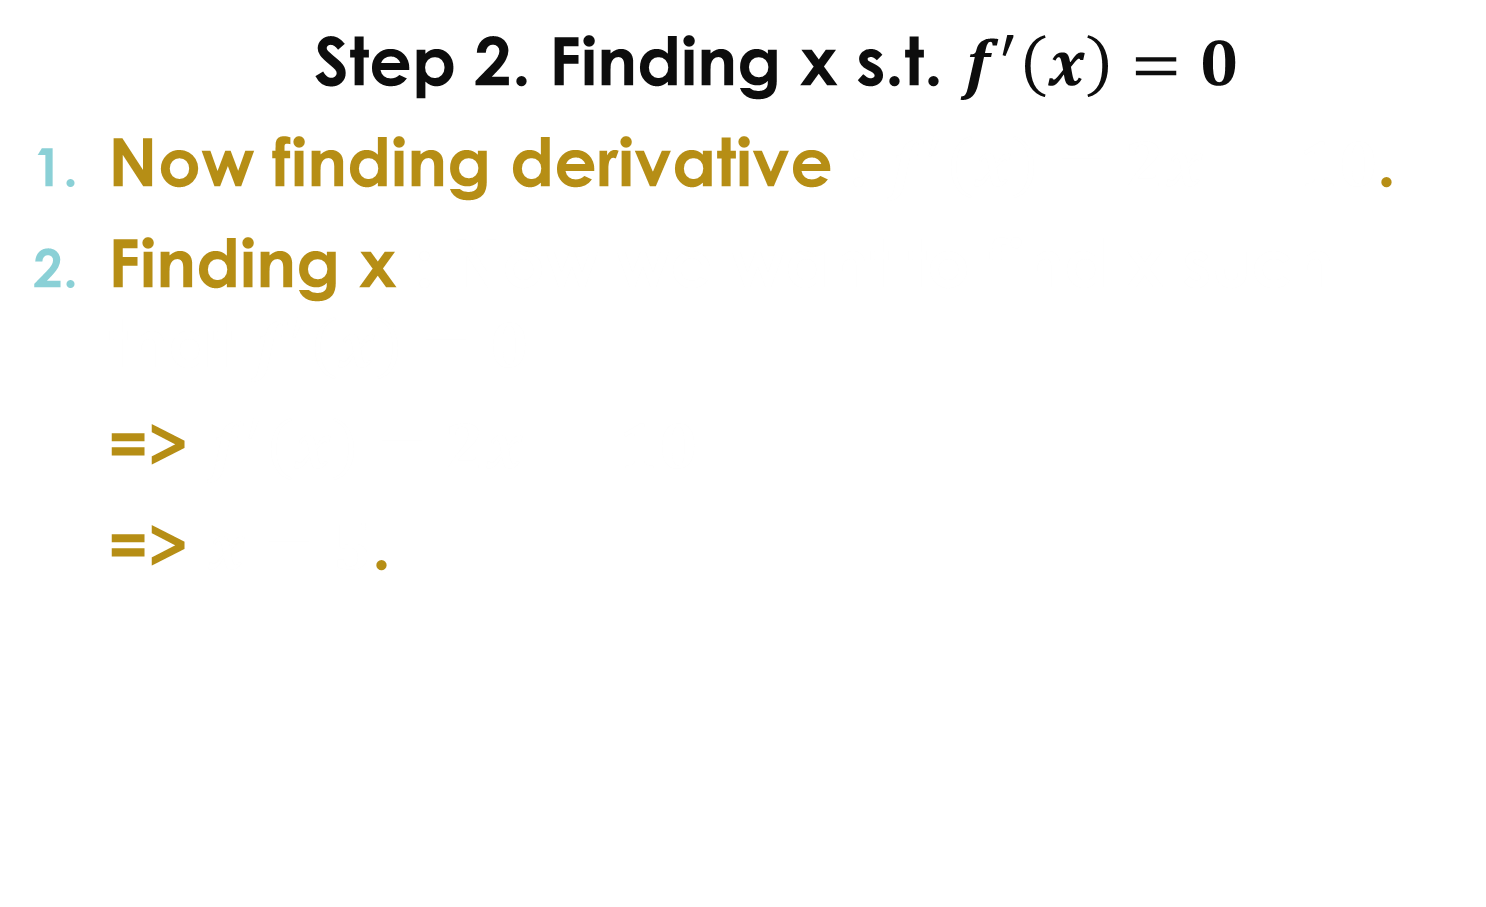 Step 2. Finding x s.t. f′(x) = 0
1. Now finding derivative .
2. Finding x
=>
=> .